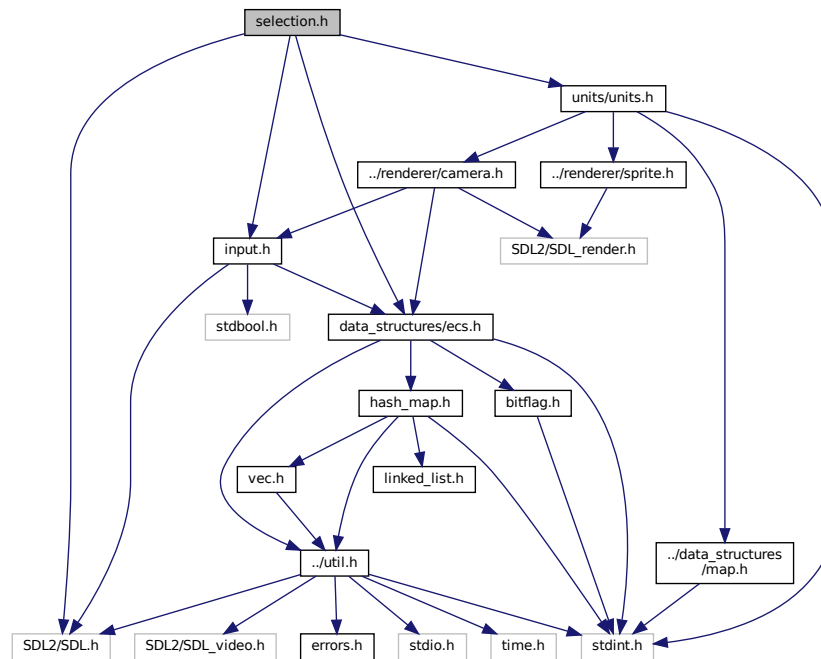 selection.h
units/units.h
../renderer/camera.h
../renderer/sprite.h
input.h
SDL2/SDL_render.h
stdbool.h
data_structures/ecs.h
hash_map.h
bitflag.h
vec.h
linked_list.h
../util.h
../data_structures
/map.h
SDL2/SDL.h
SDL2/SDL_video.h
errors.h
stdio.h
time.h
stdint.h